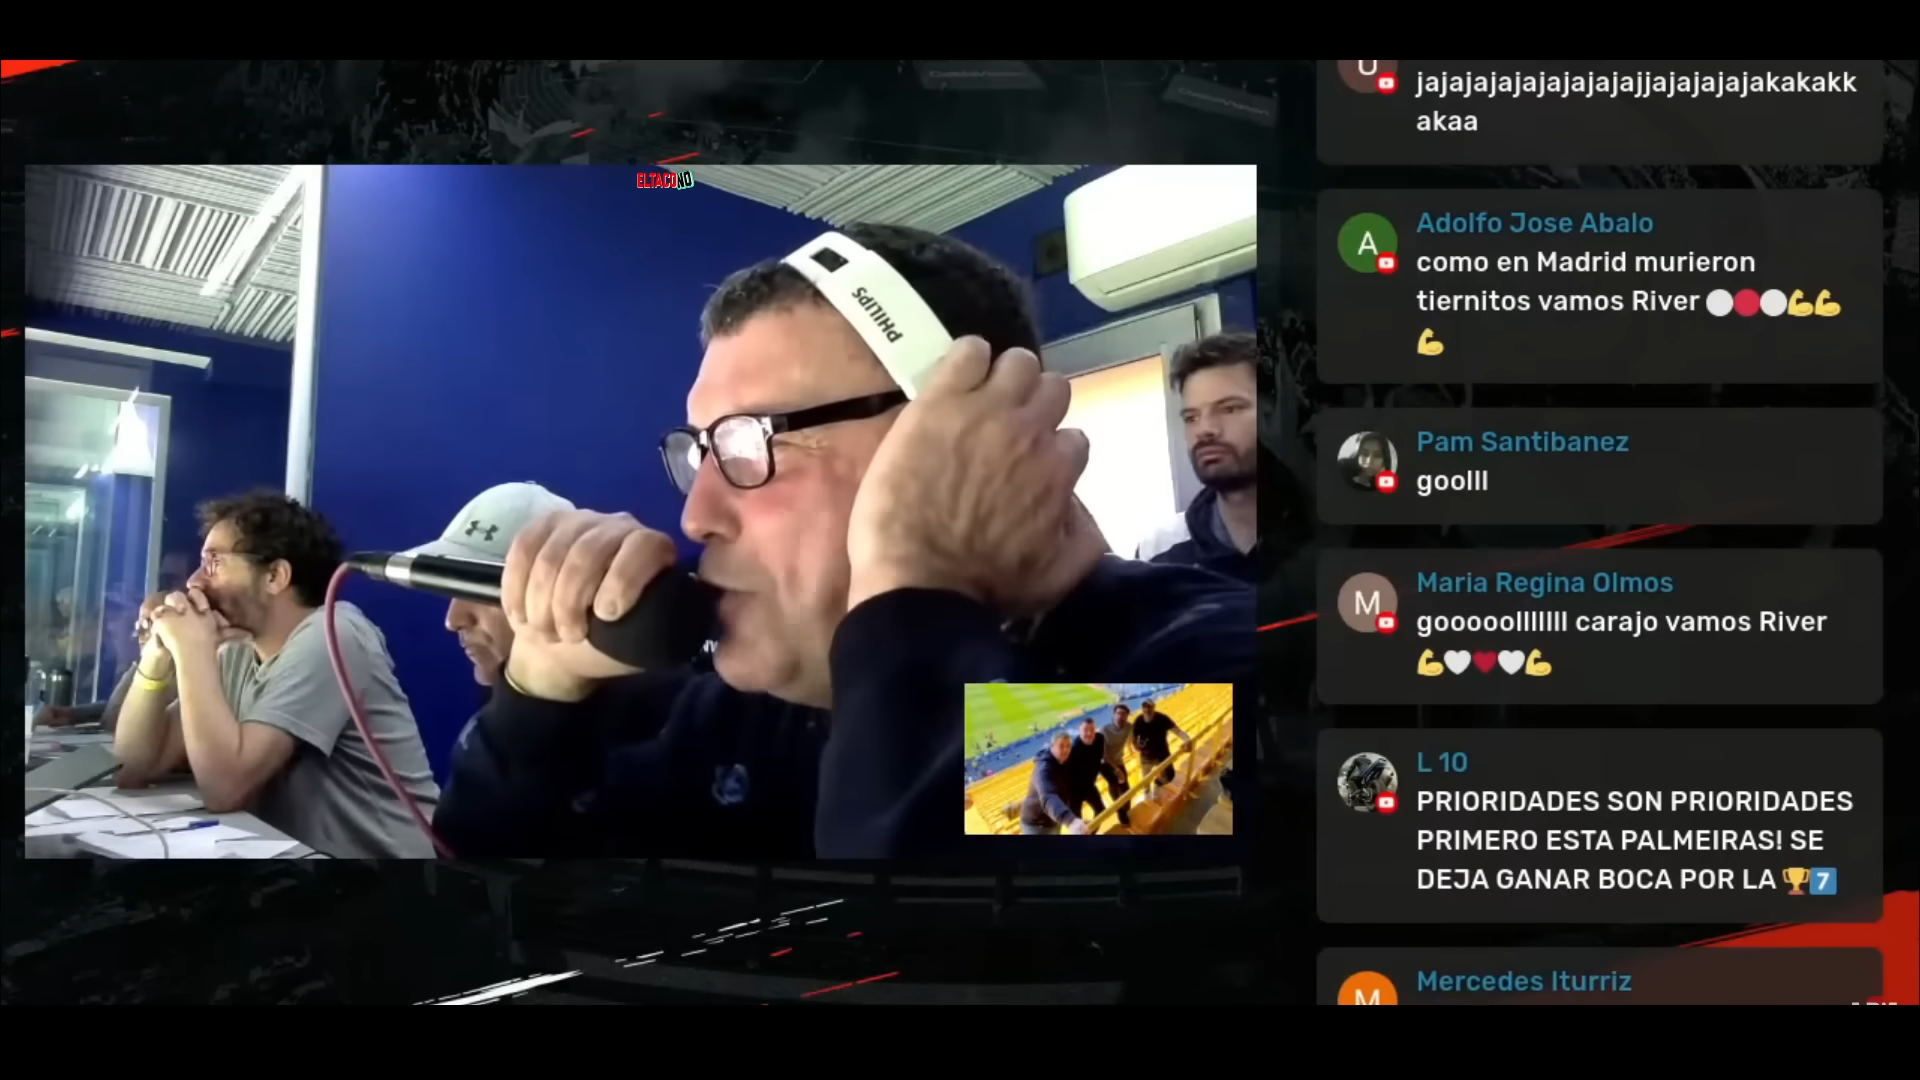 ELTACONO
PHILIPS
U
jajajajajajajajajajjajajajajakakakk
akaa
A
Adolfo Jose Abalo
como en Madrid murieron
tiernitos vamos River ⚪🔴⚪💪💪
💪
Pam Santibanez
goolll
M
Maria Regina Olmos
gooooolllllll carajo vamos River
💪🤍❤️🤍💪
L 10
PRIORIDADES SON PRIORIDADES
PRIMERO ESTA PALMEIRAS! SE
DEJA GANAR BOCA POR LA 🏆7️⃣
M
Mercedes Iturriz